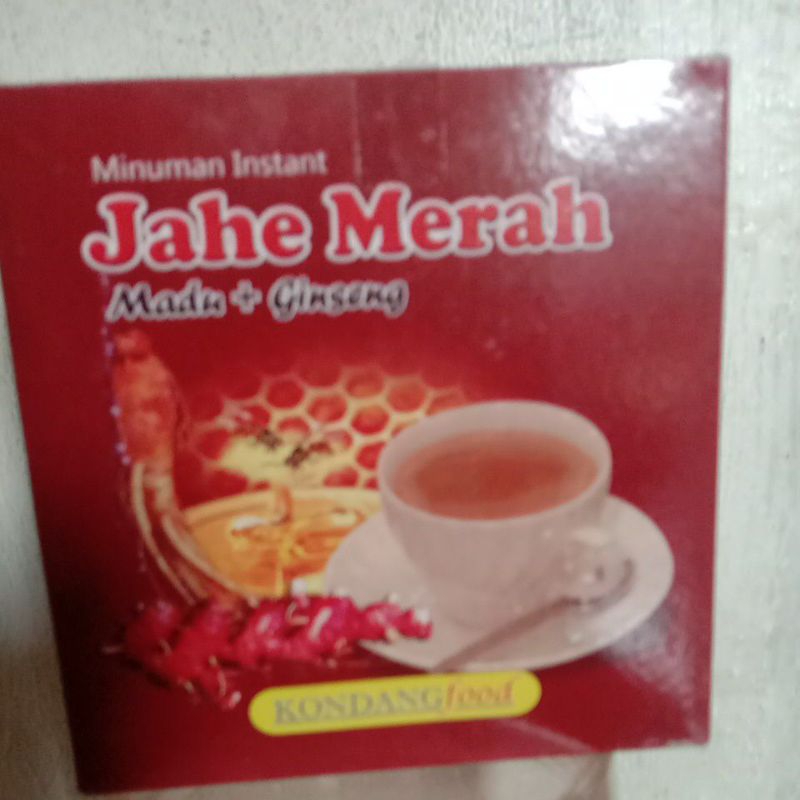 Minuman Instant
Jahe Merah
Madu + Ginseng
KONDANGfood